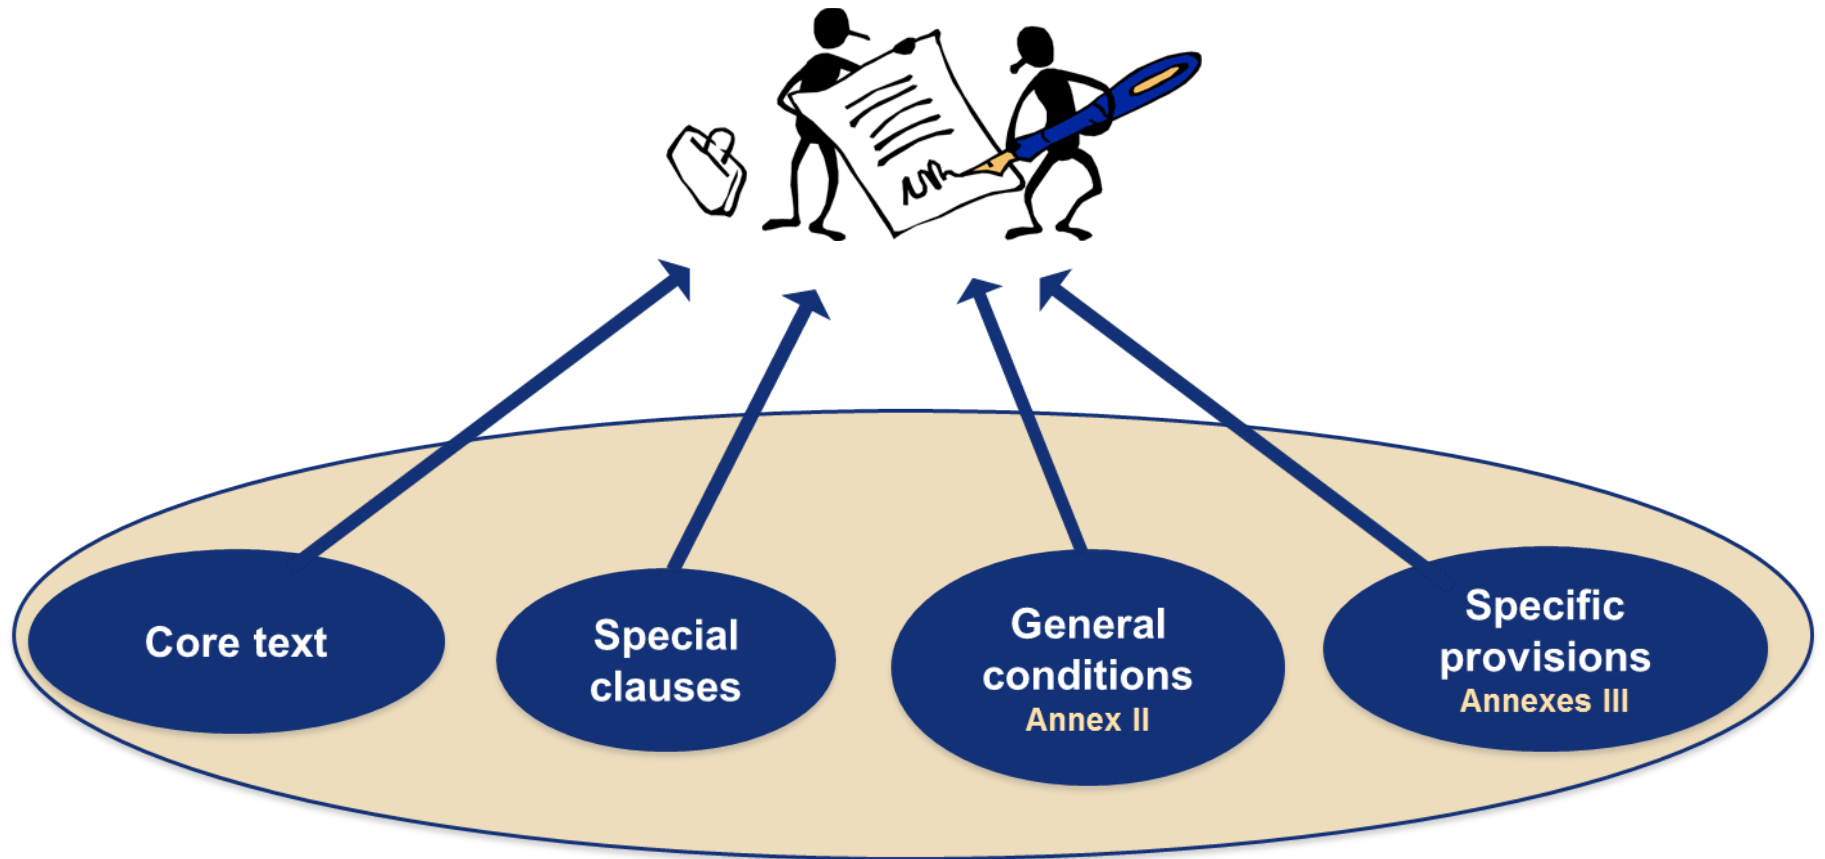 Core text
Special
clauses
General
conditions
Annex II
Specific
provisions
Annexes III